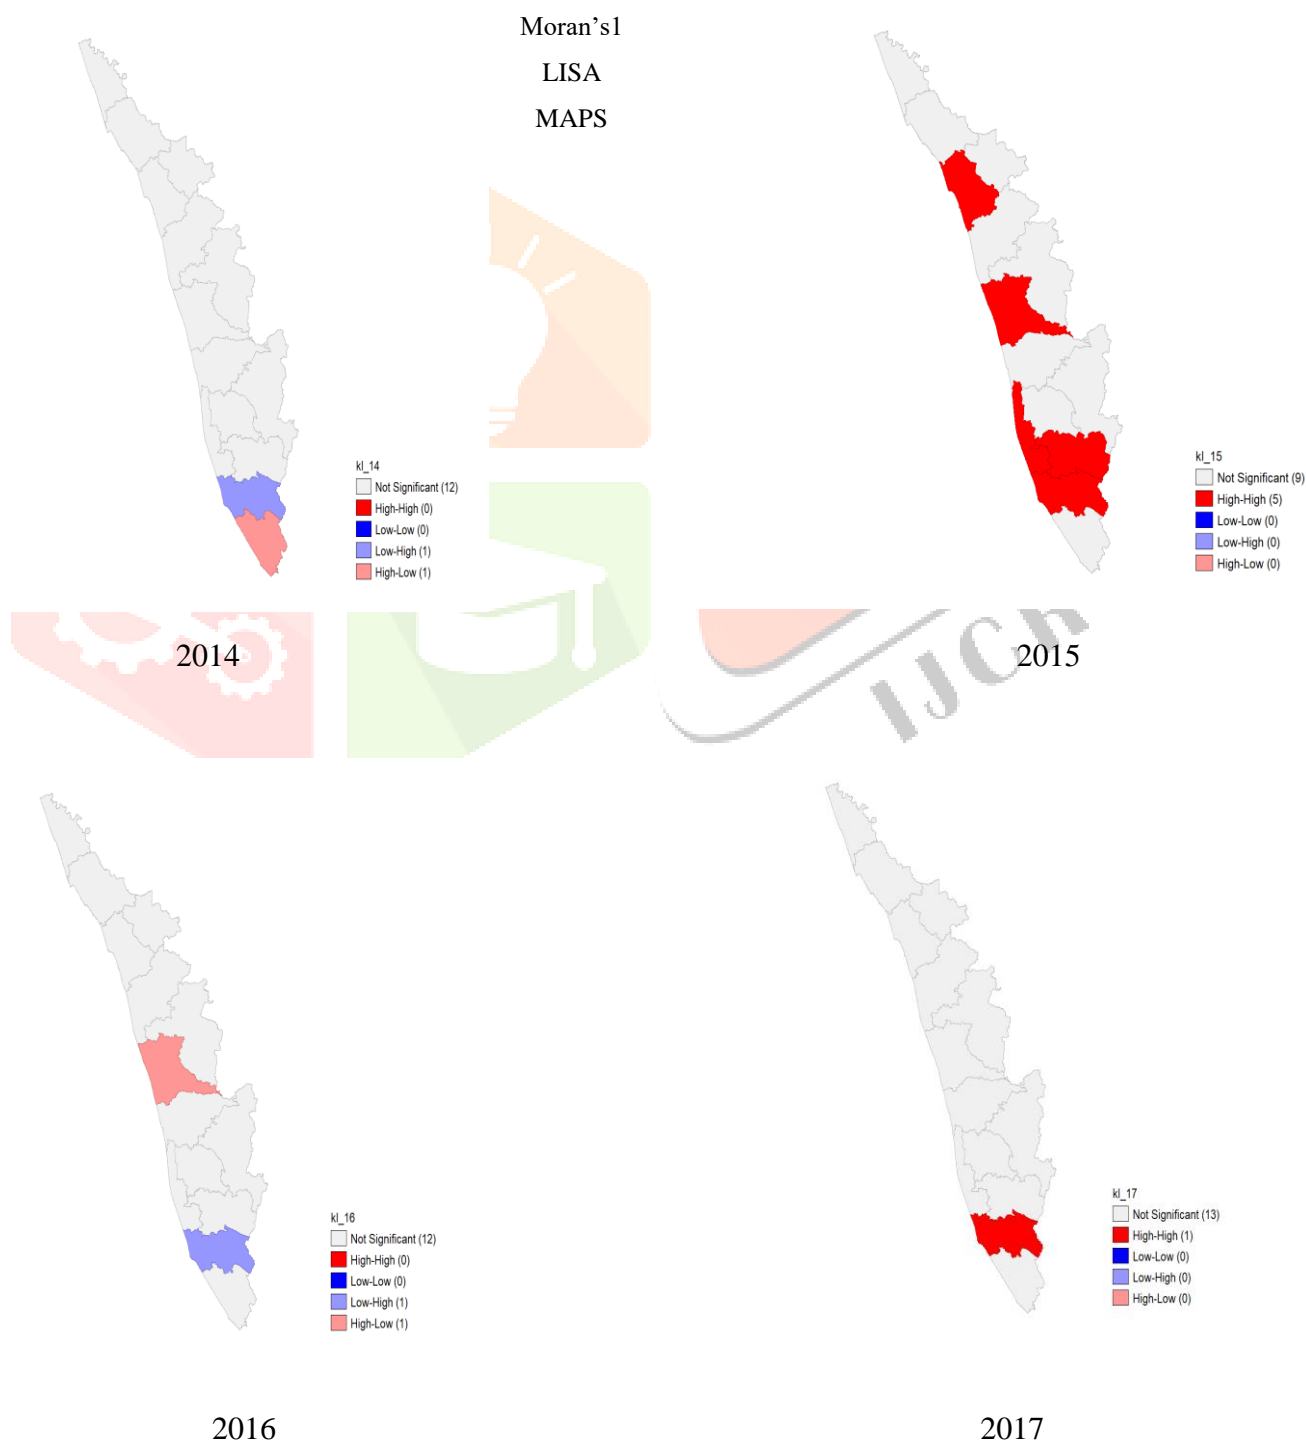 Moran’s1
LISA
MAPS
kl_14
Not Significant (12)
High-High (0)
Low-Low (0)
Low-High (1)
High-Low (1)
2014
kl_15
Not Significant (9)
High-High (5)
Low-Low (0)
Low-High (0)
High-Low (0)
2015
IJCR
kl_16
Not Significant (12)
High-High (0)
Low-Low (0)
Low-High (1)
High-Low (1)
2016
kl_17
Not Significant (13)
High-High (1)
Low-Low (0)
Low-High (0)
High-Low (0)
2017